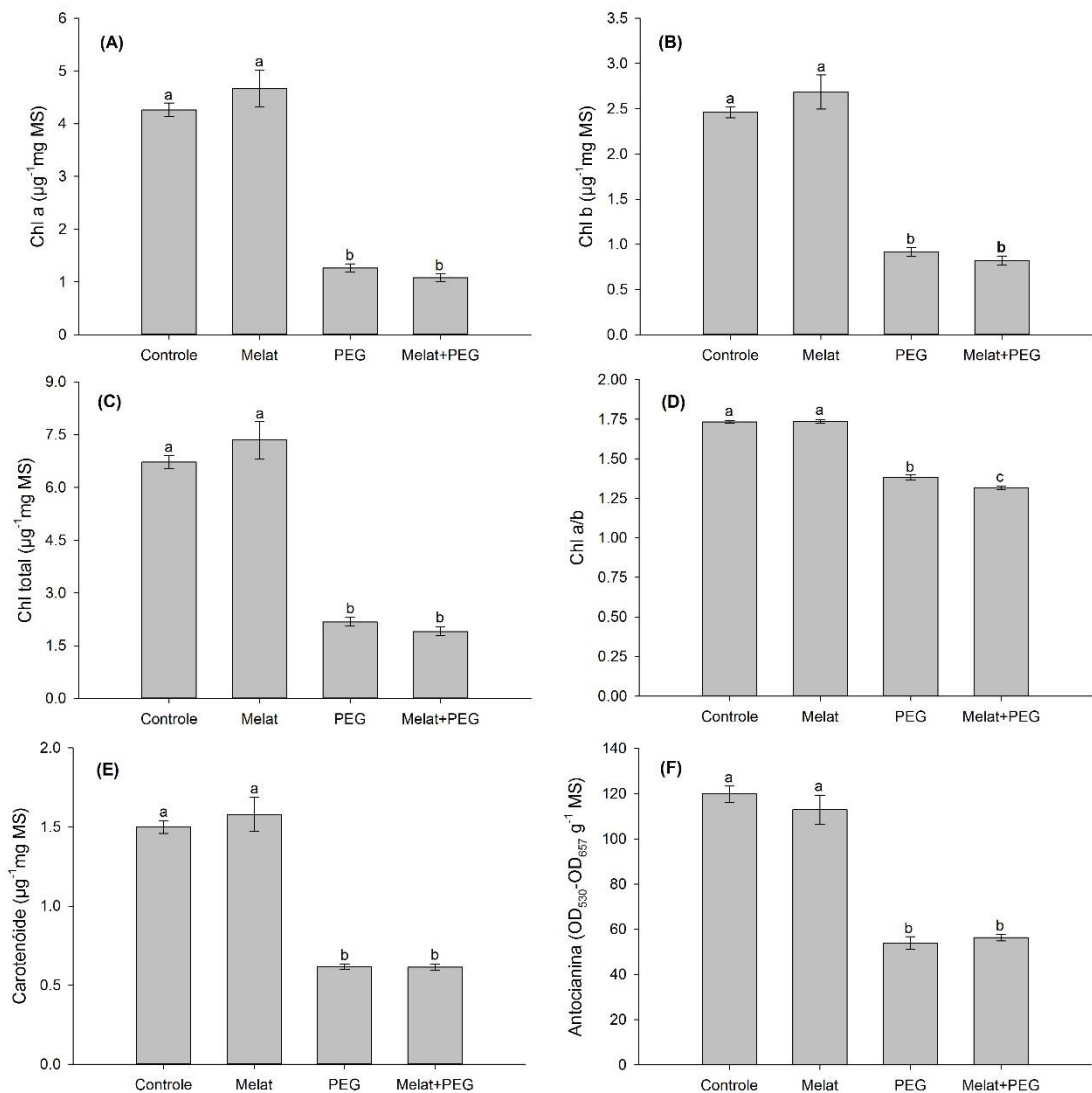 (A)
Chl a (µg⁻¹mg MS)
6
5
4
3
2
1
0
a
a
b
b
Controle Melat PEG Melat+PEG
(B)
Chl b (µg⁻¹mg MS)
3.5
3.0
2.5
2.0
1.5
1.0
0.5
0.0
a
a
b
b
Controle Melat PEG Melat+PEG
(C)
Chl total (µg⁻¹mg MS)
9.0
7.5
6.0
4.5
3.0
1.5
0.0
a
a
b
b
Controle Melat PEG Melat+PEG
(D)
Chl a/b
2.00
1.75
1.50
1.25
1.00
0.75
0.50
0.25
0.00
a
a
b
c
Controle Melat PEG Melat+PEG
(E)
Carotenóide (µg⁻¹mg MS)
2.0
1.5
1.0
0.5
0.0
a
a
b
b
Controle Melat PEG Melat+PEG
(F)
Antocianina (OD₅₃₀-OD₆₅₇ g⁻¹ MS)
140
120
100
80
60
40
20
0
a
a
b
b
Controle Melat PEG Melat+PEG